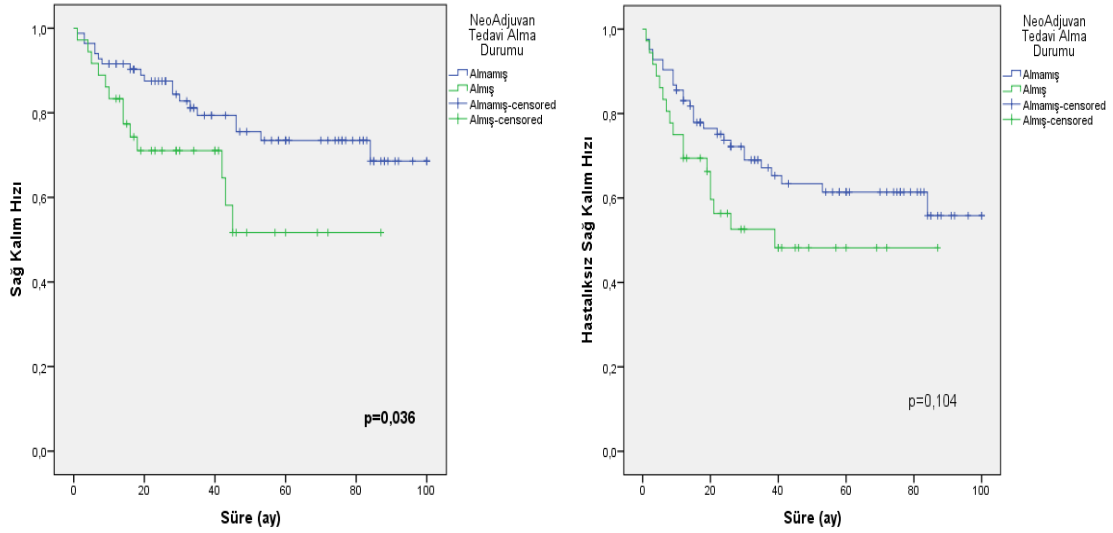 NeoAdjuvan
Tedavi Alma
Durumu
Almamış
Almış
Almamış-censored
Almış-censored
1,0
0,8
0,6
0,4
0,2
0,0
Sağ Kalım Hızı
p=0,036
0 20 40 60 80 100
Süre (ay)
NeoAdjuvan
Tedavi Alma
Durumu
Almamış
Almış
Almamış-censored
Almış-censored
1,0
0,8
0,6
0,4
0,2
0,0
Hastalıksız Sağ Kalım Hızı
p=0,104
0 20 40 60 80 100
Süre (ay)